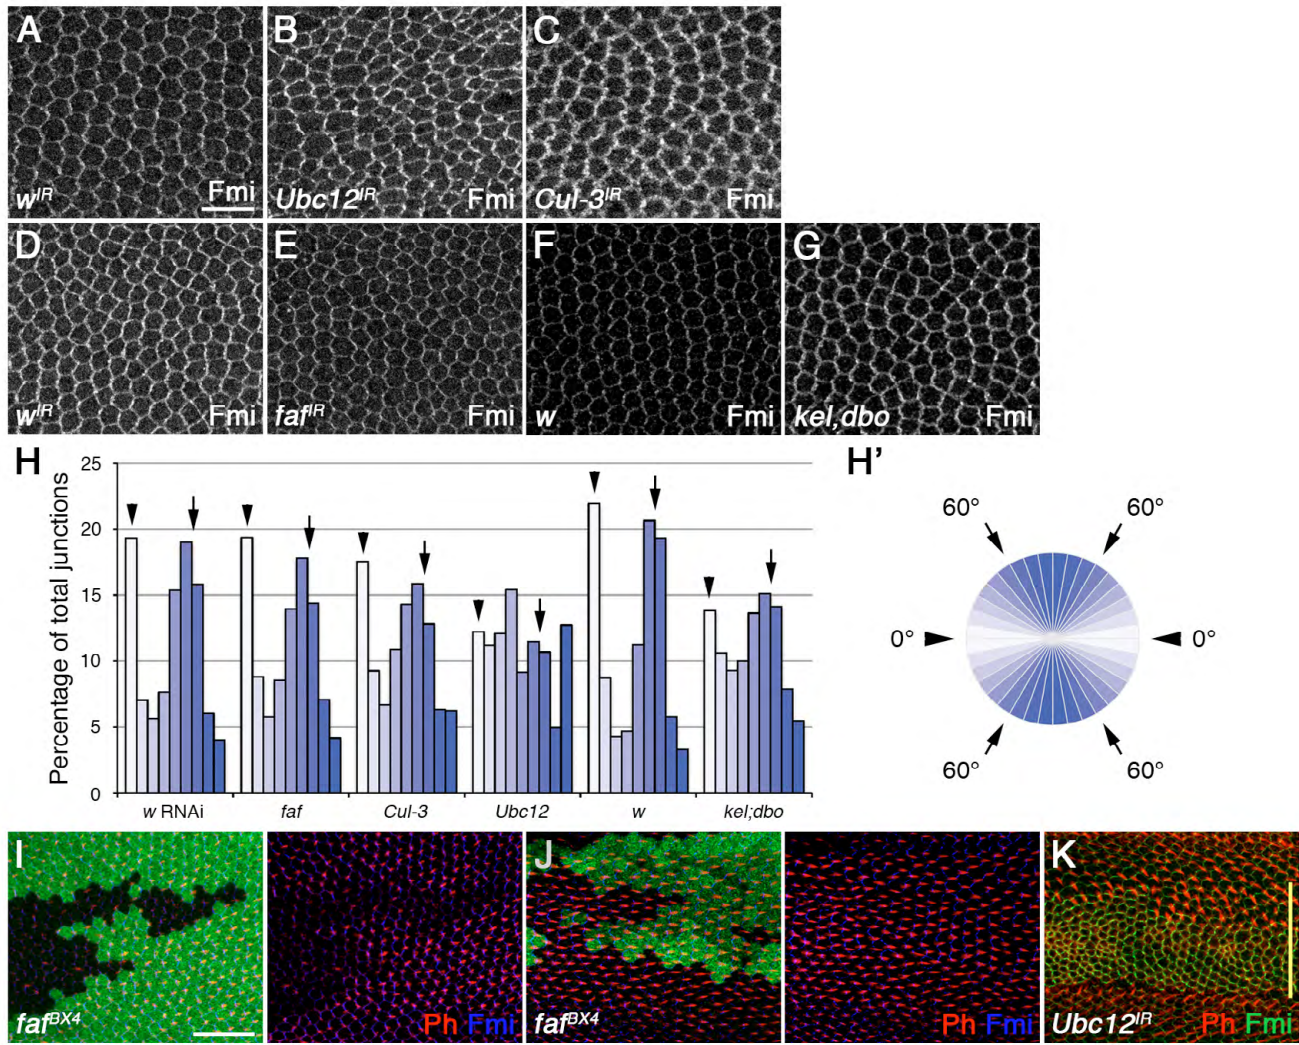 A
B
C
w^IR
Fmi
Ubc12^IR
Fmi
Cul-3^IR
Fmi
D
E
F
G
w^IR
Fmi
faf^IR
Fmi
w
Fmi
kel,dbo
Fmi
H
H'
Percentage of total junctions
25
20
15
10
5
0
w RNAi
faf
Cul-3
Ubc12
w
kel;dbo
60°
60°
0°
0°
60°
60°
I
J
K
faf^BX4
Ph Fmi
faf^BX4
Ph Fmi
Ubc12^IR
Ph Fmi